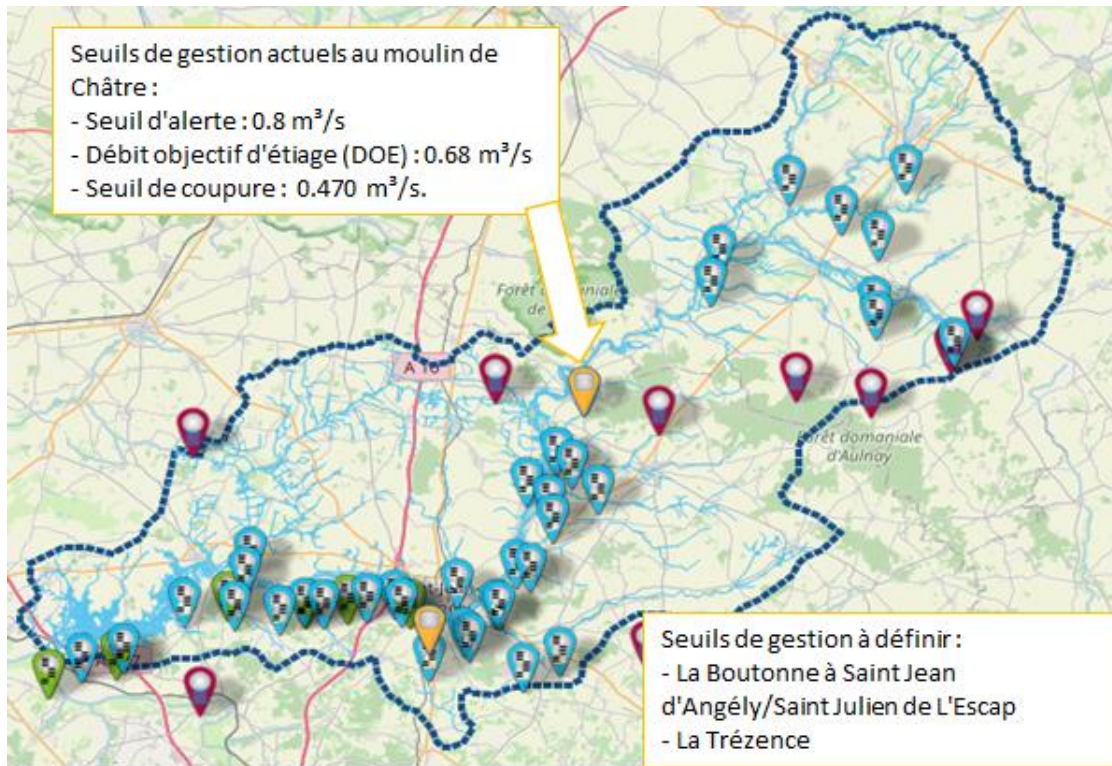 Seuils de gestion actuels au moulin de
Châtre :
- Seuil d'alerte : 0.8 m³/s
- Débit objectif d'étiage (DOE) : 0.68 m³/s
- Seuil de coupure : 0.470 m³/s.
Forêt
de
A 10
Forêt domaniale
d'Aulnay
Seuils de gestion à définir :
- La Boutonne à Saint Jean
d'Angély/Saint Julien de L'Escap
- La Trézence